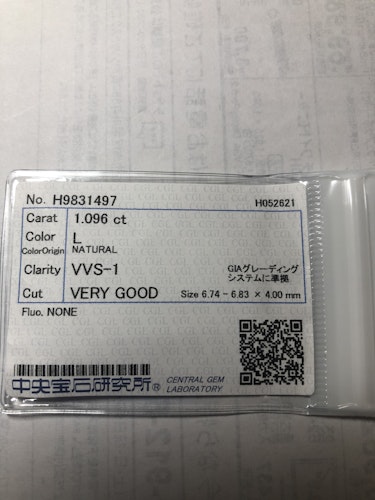 No. H9831497 H052621
Carat 1.096 ct
Color L
ColorOrigin NATURAL
Clarity VVS-1 GIAグレーディング
システムに準拠
Cut VERY GOOD Size 6.74 - 6.83 × 4.00 mm
Fluo. NONE
中央宝石研究所® CENTRAL GEM
LABORATORY.